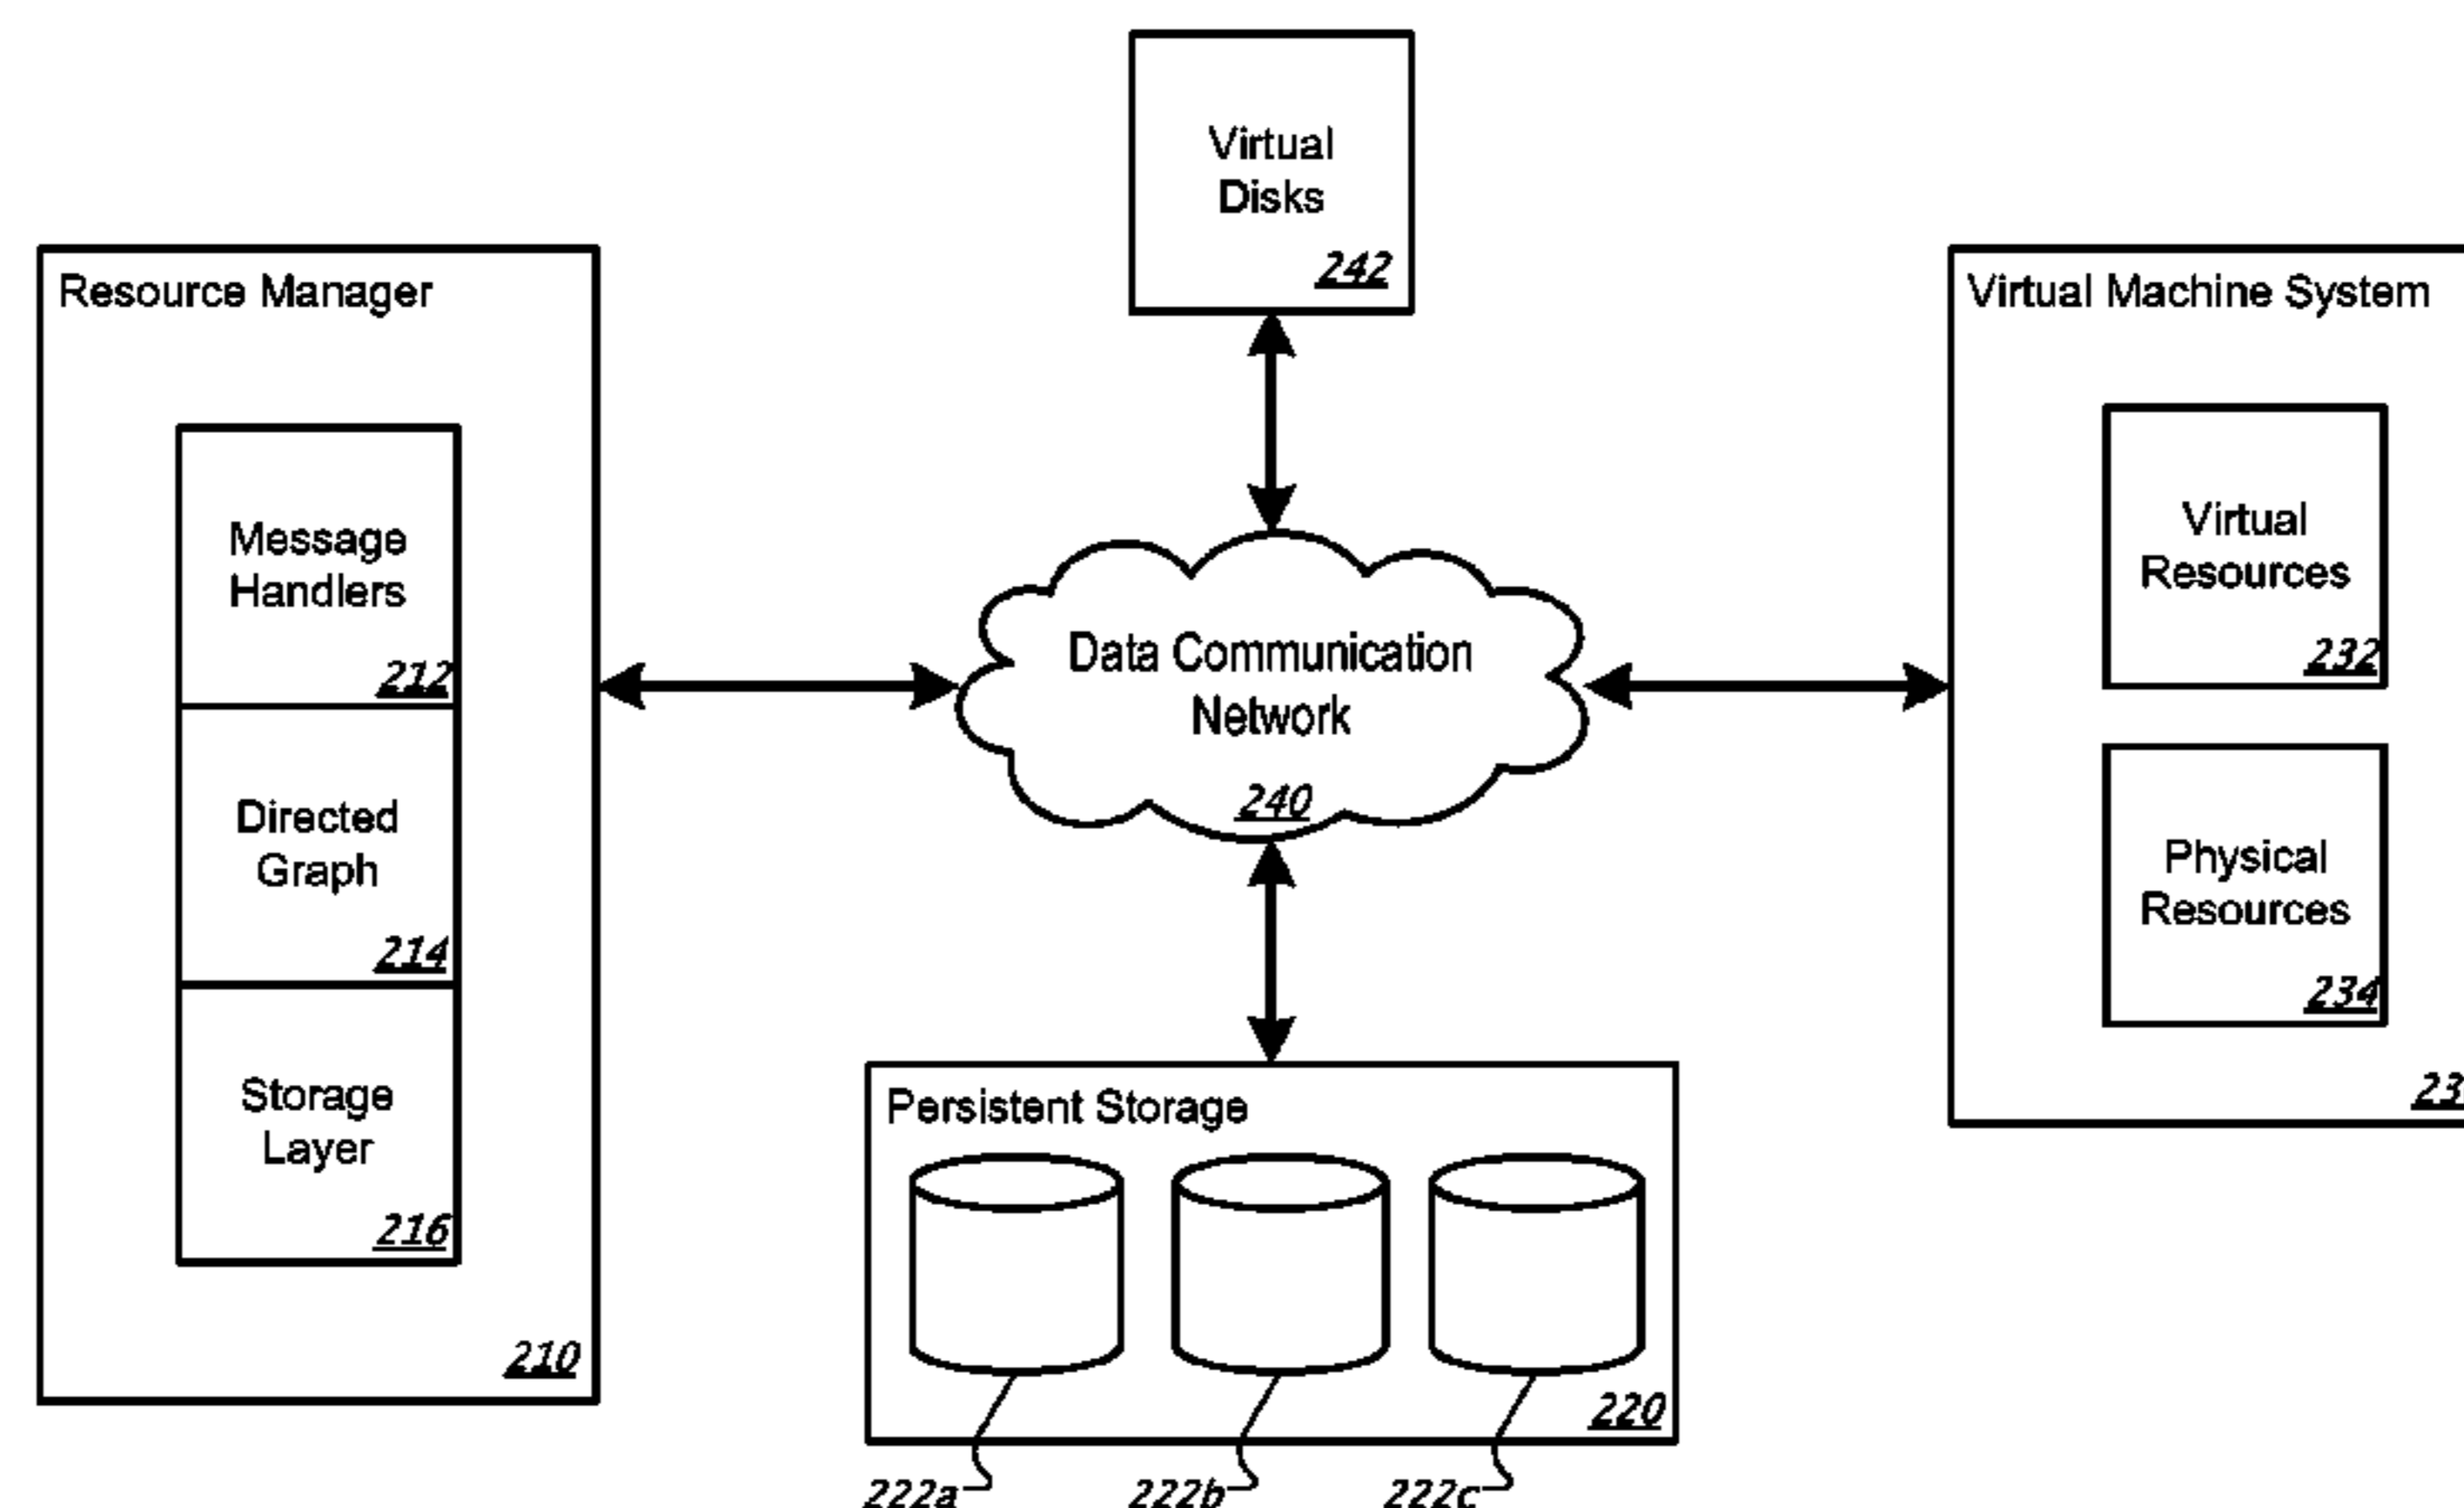 Virtual
Disks
242
Resource Manager
Message
Handlers
212
Directed
Graph
214
Storage
Layer
216
210
Data Communication
Network
240
Virtual Machine System
Virtual
Resources
232
Physical
Resources
234
Persistent Storage
220
222a
222b
222c